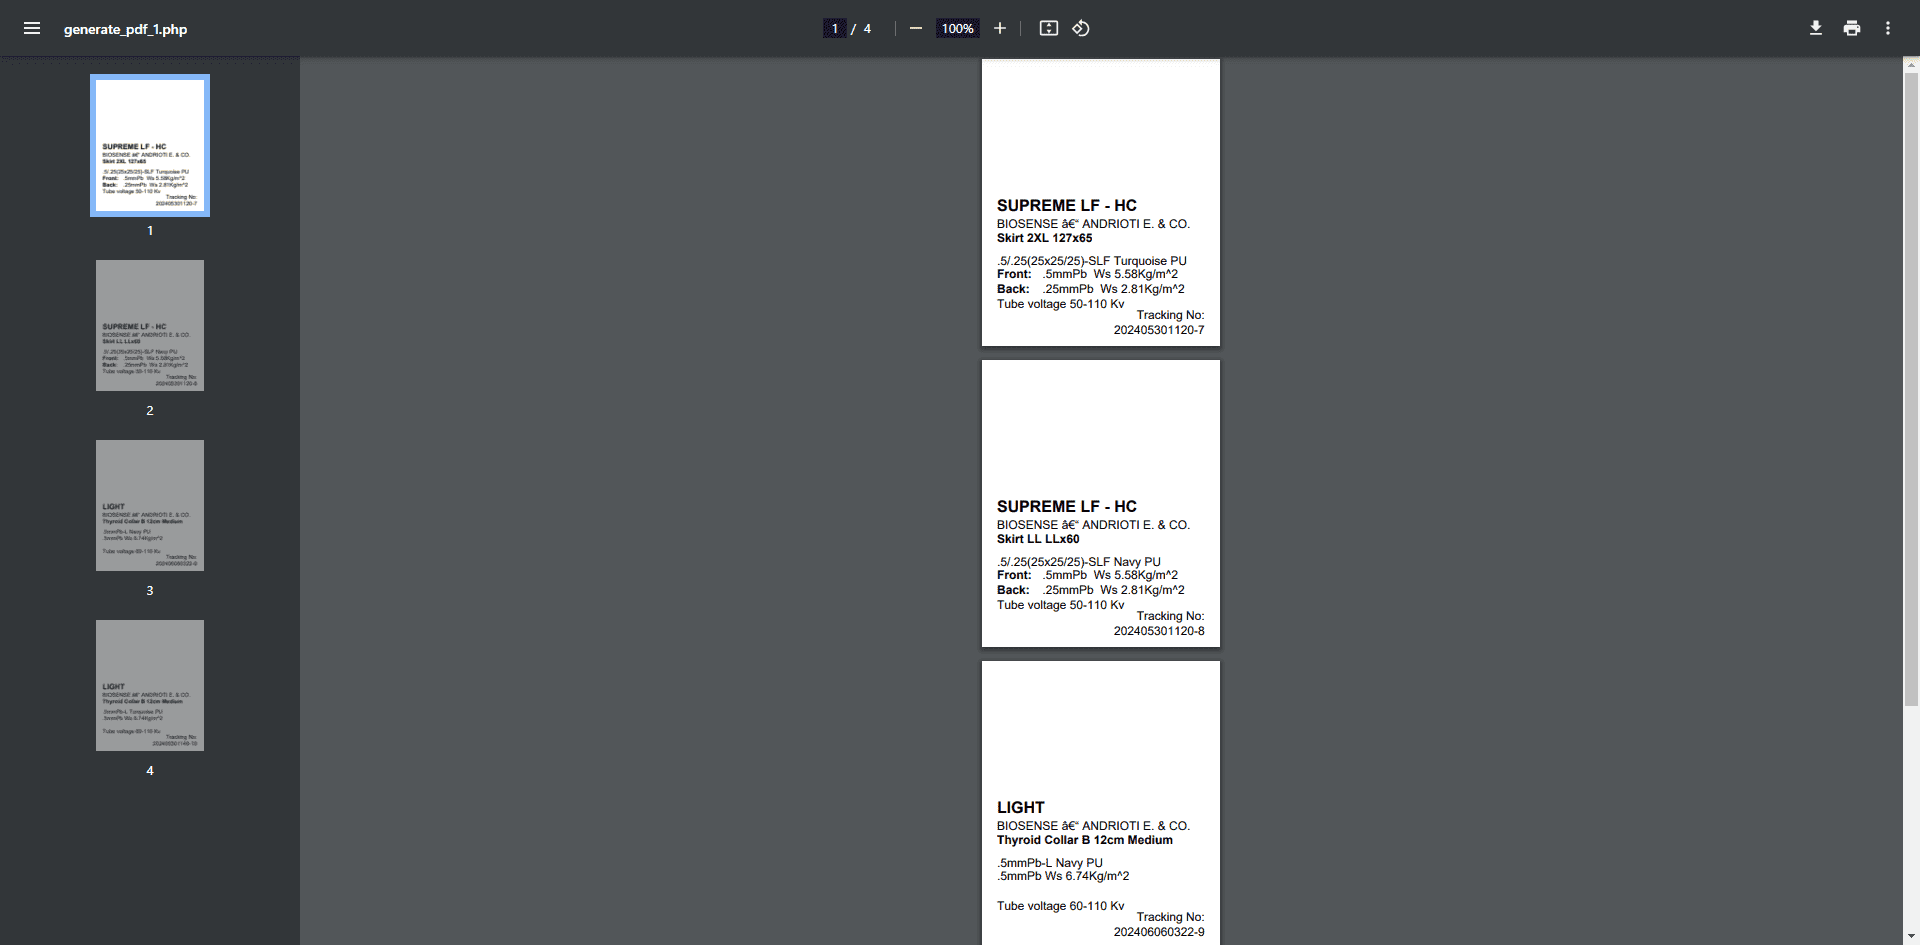 generate_pdf_1.php
1 / 4
100%
SUPREME LF - HC
BIOSENSE â€“ ANDRIOTI E. & CO.
Skirt 2XL 127x65
.5/.25(25x25/25)-SLF Turquoise PU
Front: .5mmPb Ws 5.58Kg/m^2
Back: .25mmPb Ws 2.81Kg/m^2
Tube voltage 50-110 Kv
Tracking No:
202405301120-7
1
SUPREME LF - HC
BIOSENSE â€“ ANDRIOTI E. & CO.
Skirt LL LLx60
.5/.25(25x25/25)-SLF Navy PU
Front: .5mmPb Ws 5.58Kg/m^2
Back: .25mmPb Ws 2.81Kg/m^2
Tube voltage 50-110 Kv
Tracking No:
202405301120-8
2
LIGHT
BIOSENSE â€“ ANDRIOTI E. & CO.
Thyroid Collar B 12cm Medium
.5mmPb-L Navy PU
.5mmPb Ws 6.74Kg/m^2
Tube voltage 60-110 Kv
Tracking No:
202406060322-9
3
LIGHT
BIOSENSE â€“ ANDRIOTI E. & CO.
Thyroid Collar B 12cm Medium
.5mmPb-L Turquoise PU
.5mmPb Ws 6.74Kg/m^2
Tube voltage 60-110 Kv
Tracking No:
4
SUPREME LF - HC
BIOSENSE â€“ ANDRIOTI E. & CO.
Skirt 2XL 127x65
.5/.25(25x25/25)-SLF Turquoise PU
Front: .5mmPb Ws 5.58Kg/m^2
Back: .25mmPb Ws 2.81Kg/m^2
Tube voltage 50-110 Kv
Tracking No:
202405301120-7
SUPREME LF - HC
BIOSENSE â€“ ANDRIOTI E. & CO.
Skirt LL LLx60
.5/.25(25x25/25)-SLF Navy PU
Front: .5mmPb Ws 5.58Kg/m^2
Back: .25mmPb Ws 2.81Kg/m^2
Tube voltage 50-110 Kv
Tracking No:
202405301120-8
LIGHT
BIOSENSE â€“ ANDRIOTI E. & CO.
Thyroid Collar B 12cm Medium
.5mmPb-L Navy PU
.5mmPb Ws 6.74Kg/m^2
Tube voltage 60-110 Kv
Tracking No:
202406060322-9